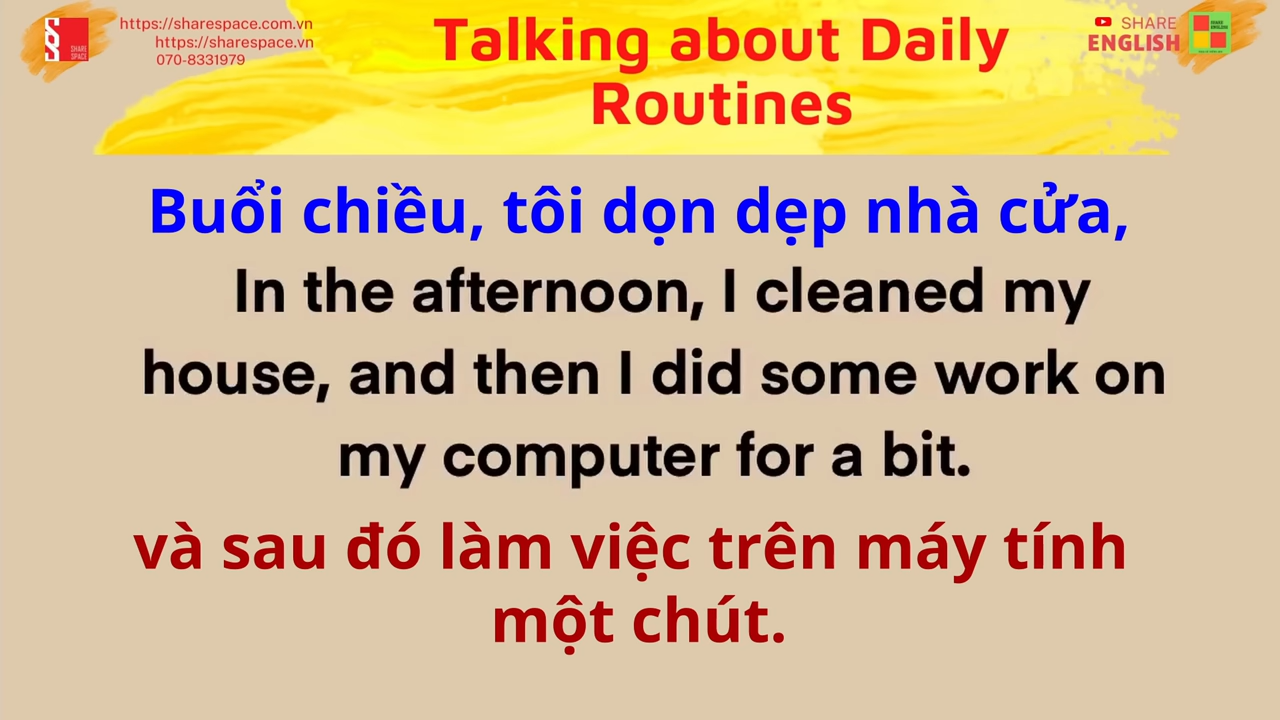 https://sharespace.com.vn
https://sharespace.vn
070-8331979
SHARE
SPACE
Talking about Daily
Routines
SHARE
ENGLISH
Buổi chiều, tôi dọn dẹp nhà cửa,
In the afternoon, I cleaned my
house, and then I did some work on
my computer for a bit.
và sau đó làm việc trên máy tính
một chút.